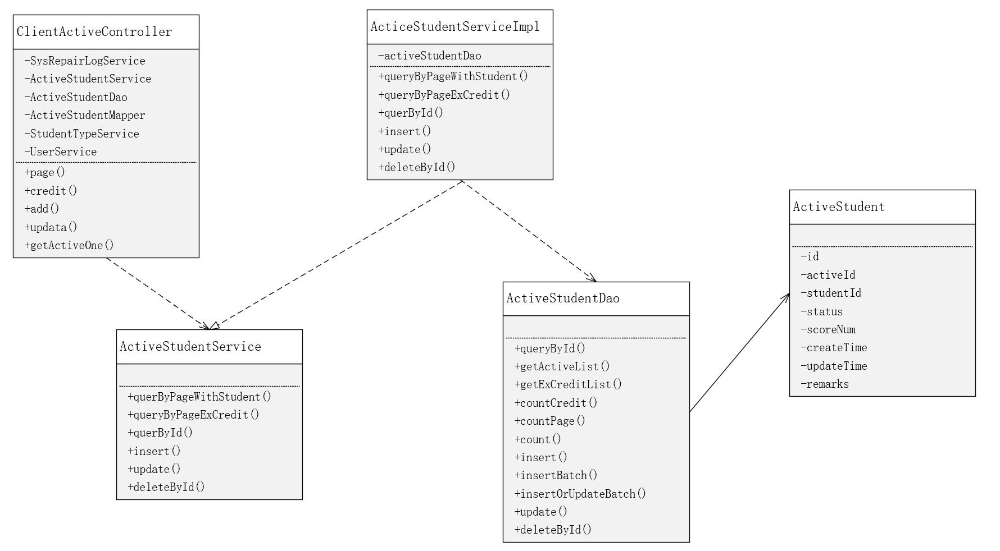 ClientActiveController
-SysRepairLogService
-ActiveStudentService
-ActiveStudentDao
-ActiveStudentMapper
-StudentTypeService
-UserService
+page()
+credit()
+add()
+updata()
+getActiveOne()
ActiceStudentServiceImpl
-activeStudentDao
+queryByPageWithStudent()
+queryByPageExCredit()
+querById()
+insert()
+update()
+deleteById()
ActiveStudent
-id
-activeId
-studentId
-status
-scoreNum
-createTime
-updateTime
-remarks
ActiveStudentDao
+queryById()
+getActiveList()
+getExCreditList()
+countCredit()
+countPage()
+count()
+insert()
+insertBatch()
+insertOrUpdateBatch()
+update()
+deleteById()
ActiveStudentService
+querByPageWithStudent()
+queryByPageExCredit()
+querById()
+insert()
+update()
+deleteById()